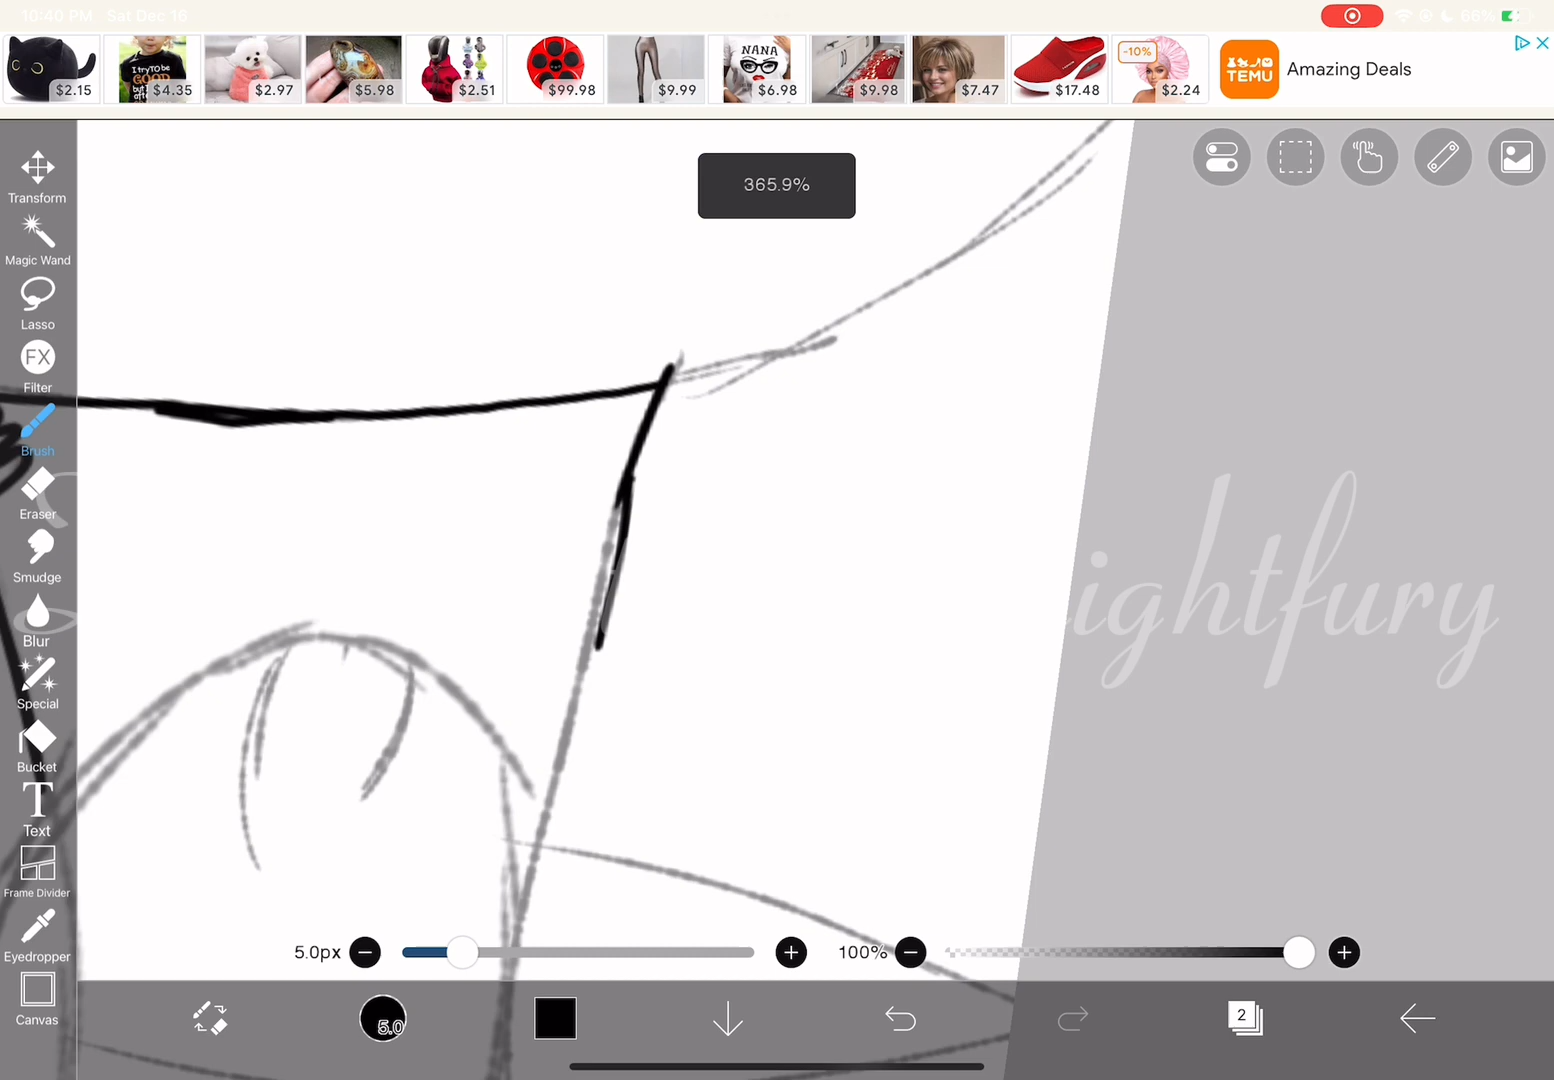 10:40 PM Sat Dec 16
66%
$2.15
I tryTO be
GOOD
$4.35
$2.97
$5.98
$2.51
$99.98
$9.99
NANA
$6.98
$9.98
$7.47
$17.48
-10%
$2.24
TEMU
Amazing Deals
365.9%
Transform
Magic Wand
Lasso
FX
Filter
Brush
Eraser
Smudge
Blur
Special
Bucket
T
Text
Frame Divider
Eyedropper
Canvas
ightfury
5.0px
100%
5.0
2